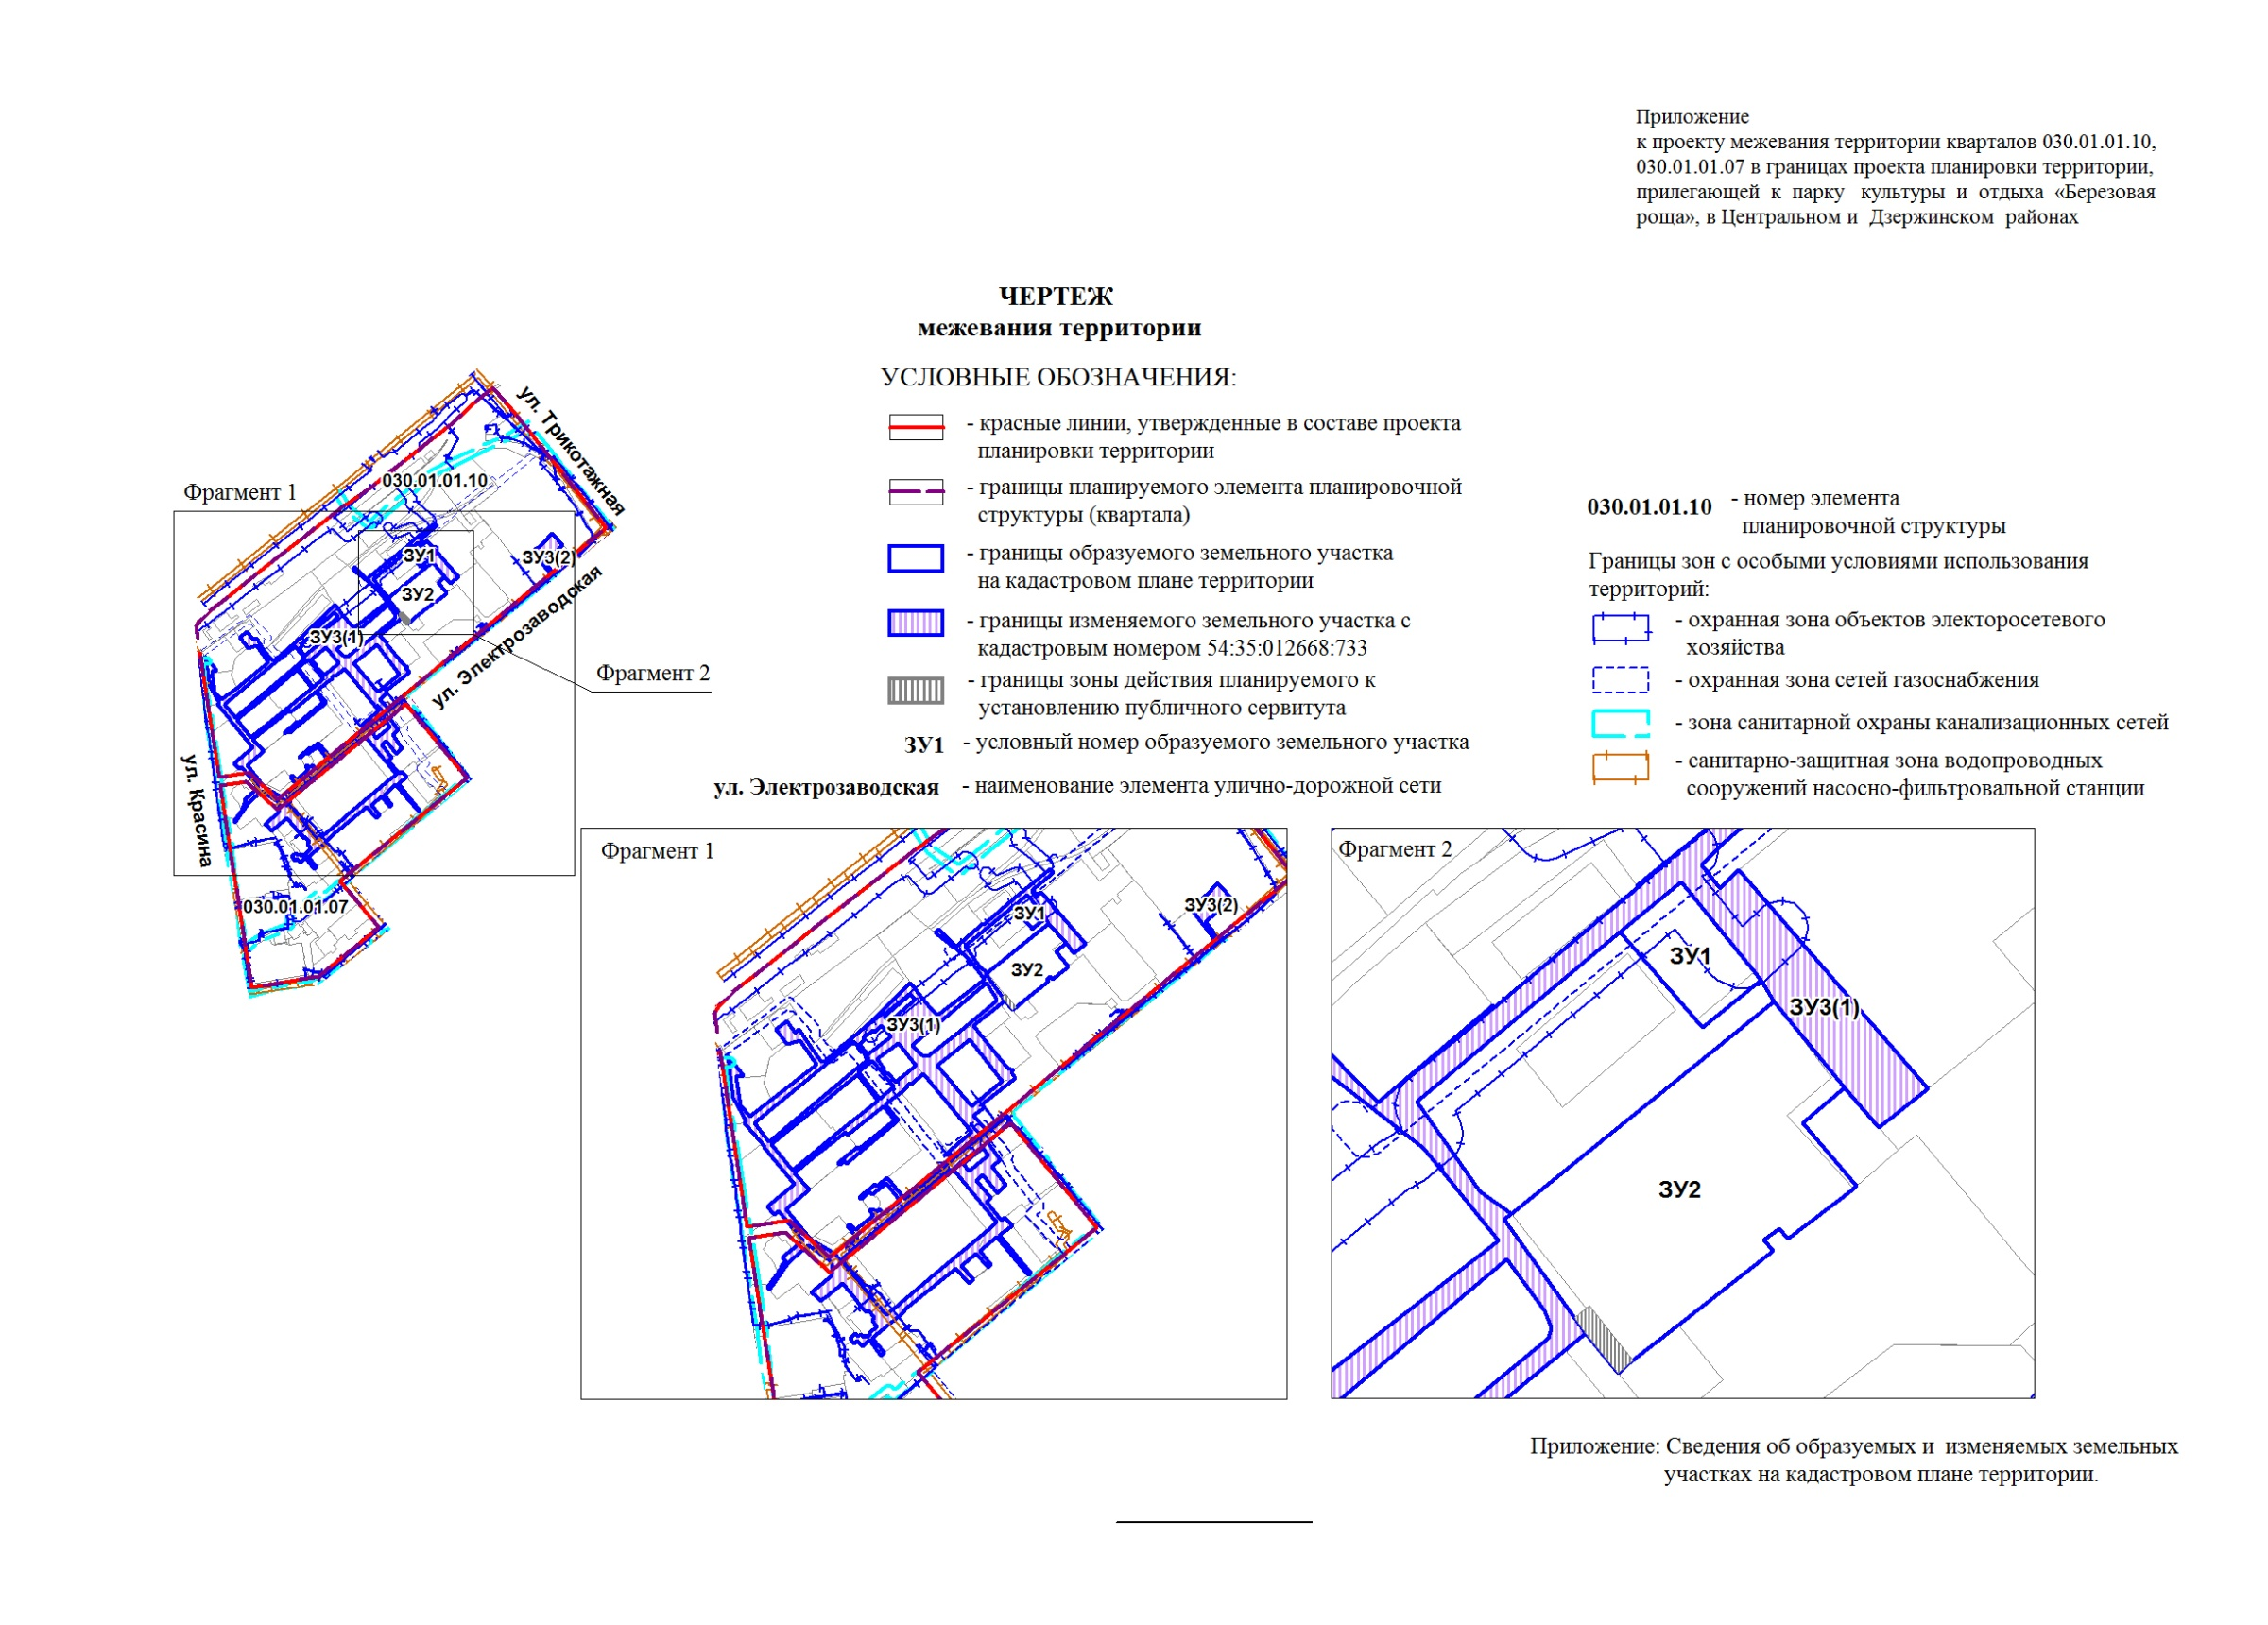 Приложение
к проекту межевания территории кварталов 030.01.01.10,
030.01.01.07 в границах проекта планировки территории,
прилегающей к парку культуры и отдыха «Березовая
роща», в Центральном и Дзержинском районах
ЧЕРТЕЖ
межевания территории
УСЛОВНЫЕ ОБОЗНАЧЕНИЯ:
- красные линии, утвержденные в составе проекта
планировки территории
- границы планируемого элемента планировочной
структуры (квартала)
- границы образуемого земельного участка
на кадастровом плане территории
- границы изменяемого земельного участка с
кадастровым номером 54:35:012668:733
- границы зоны действия планируемого к
установлению публичного сервитута
ЗУ1 - условный номер образуемого земельного участка
ул. Электрозаводская - наименование элемента улично-дорожной сети
030.01.01.10 - номер элемента
планировочной структуры
Границы зон с особыми условиями использования
территорий:
- охранная зона объектов электоросетевого
хозяйства
- охранная зона сетей газоснабжения
- зона санитарной охраны канализационных сетей
- санитарно-защитная зона водопроводных
сооружений насосно-фильтровальной станции
ул. Трикотажная
030.01.01.10
Фрагмент 1
ЗУ1
ЗУ3(2)
ЗУ2
ЗУ3(1)
ул. Электрозаводская
Фрагмент 2
ул. Красина
030.01.01.07
Фрагмент 1
ЗУ1
ЗУ3(2)
ЗУ2
ЗУ3(1)
Фрагмент 2
ЗУ1
ЗУ3(1)
ЗУ2
Приложение: Сведения об образуемых и изменяемых земельных
участках на кадастровом плане территории.